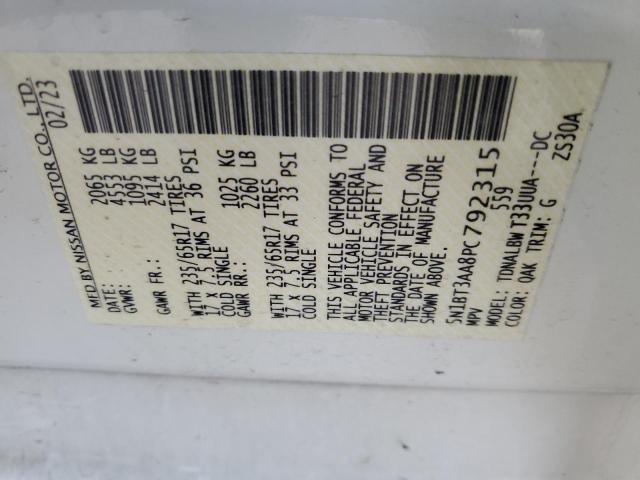 MFD BY NISSAN MOTOR CO., LTD.
DATE: 02/23
GVWR: 2065 KG
4553 LB
GAWR FR.: 1095 KG
2414 LB
WITH 235/65R17 TIRES
17 X 7.5 RIMS AT 36 PSI
COLD SINGLE
GAWR RR.: 1025 KG
2260 LB
WITH 235/65R17 TIRES
17 X 7.5 RIMS AT 33 PSI
COLD SINGLE
THIS VEHICLE CONFORMS TO
ALL APPLICABLE FEDERAL
MOTOR VEHICLE SAFETY AND
THEFT PREVENTION
STANDARDS IN EFFECT ON
THE DATE OF MANUFACTURE
SHOWN ABOVE.
5N1BT3AA8PC792315
MPV 559
MODEL: TDNALBW T33UUA---DC
COLOR: QAK TRIM: G ZS30A